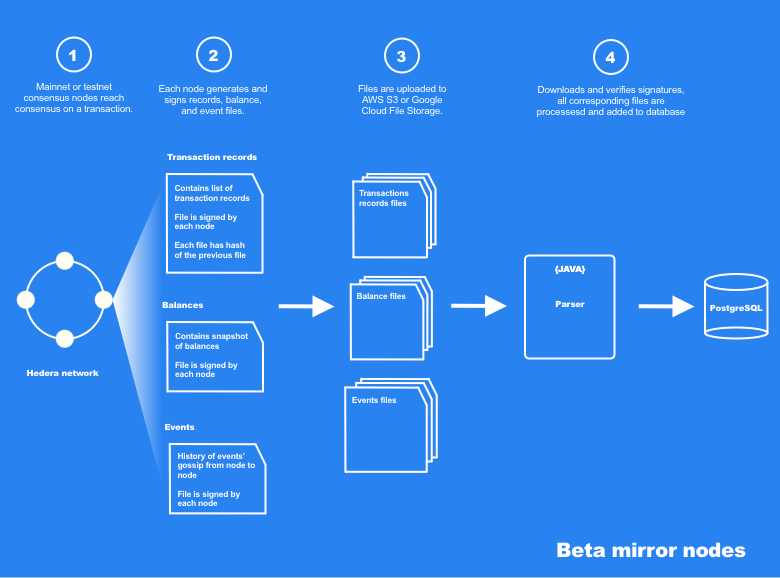 1
Mainnet or testnet
consensus nodes reach
consensus on a transaction.
2
Each node generates and
signs records, balance,
and event files.
3
Files are uploaded to
AWS S3 or Google
Cloud File Storage.
4
Downloads and verifies signatures,
all corresponding files are
processesd and added to database
Hedera network
Transaction records
Contains list of
transaction records
File is signed by
each node
Each file has hash
of the previous file
Balances
Contains snapshot
of balances
File is signed by
each node
Events
History of events'
gossip from node to
node
File is signed by
each node
Transactions
records files
Balance files
Events files
{JAVA}
Parser
PostgreSQL
Beta mirror nodes